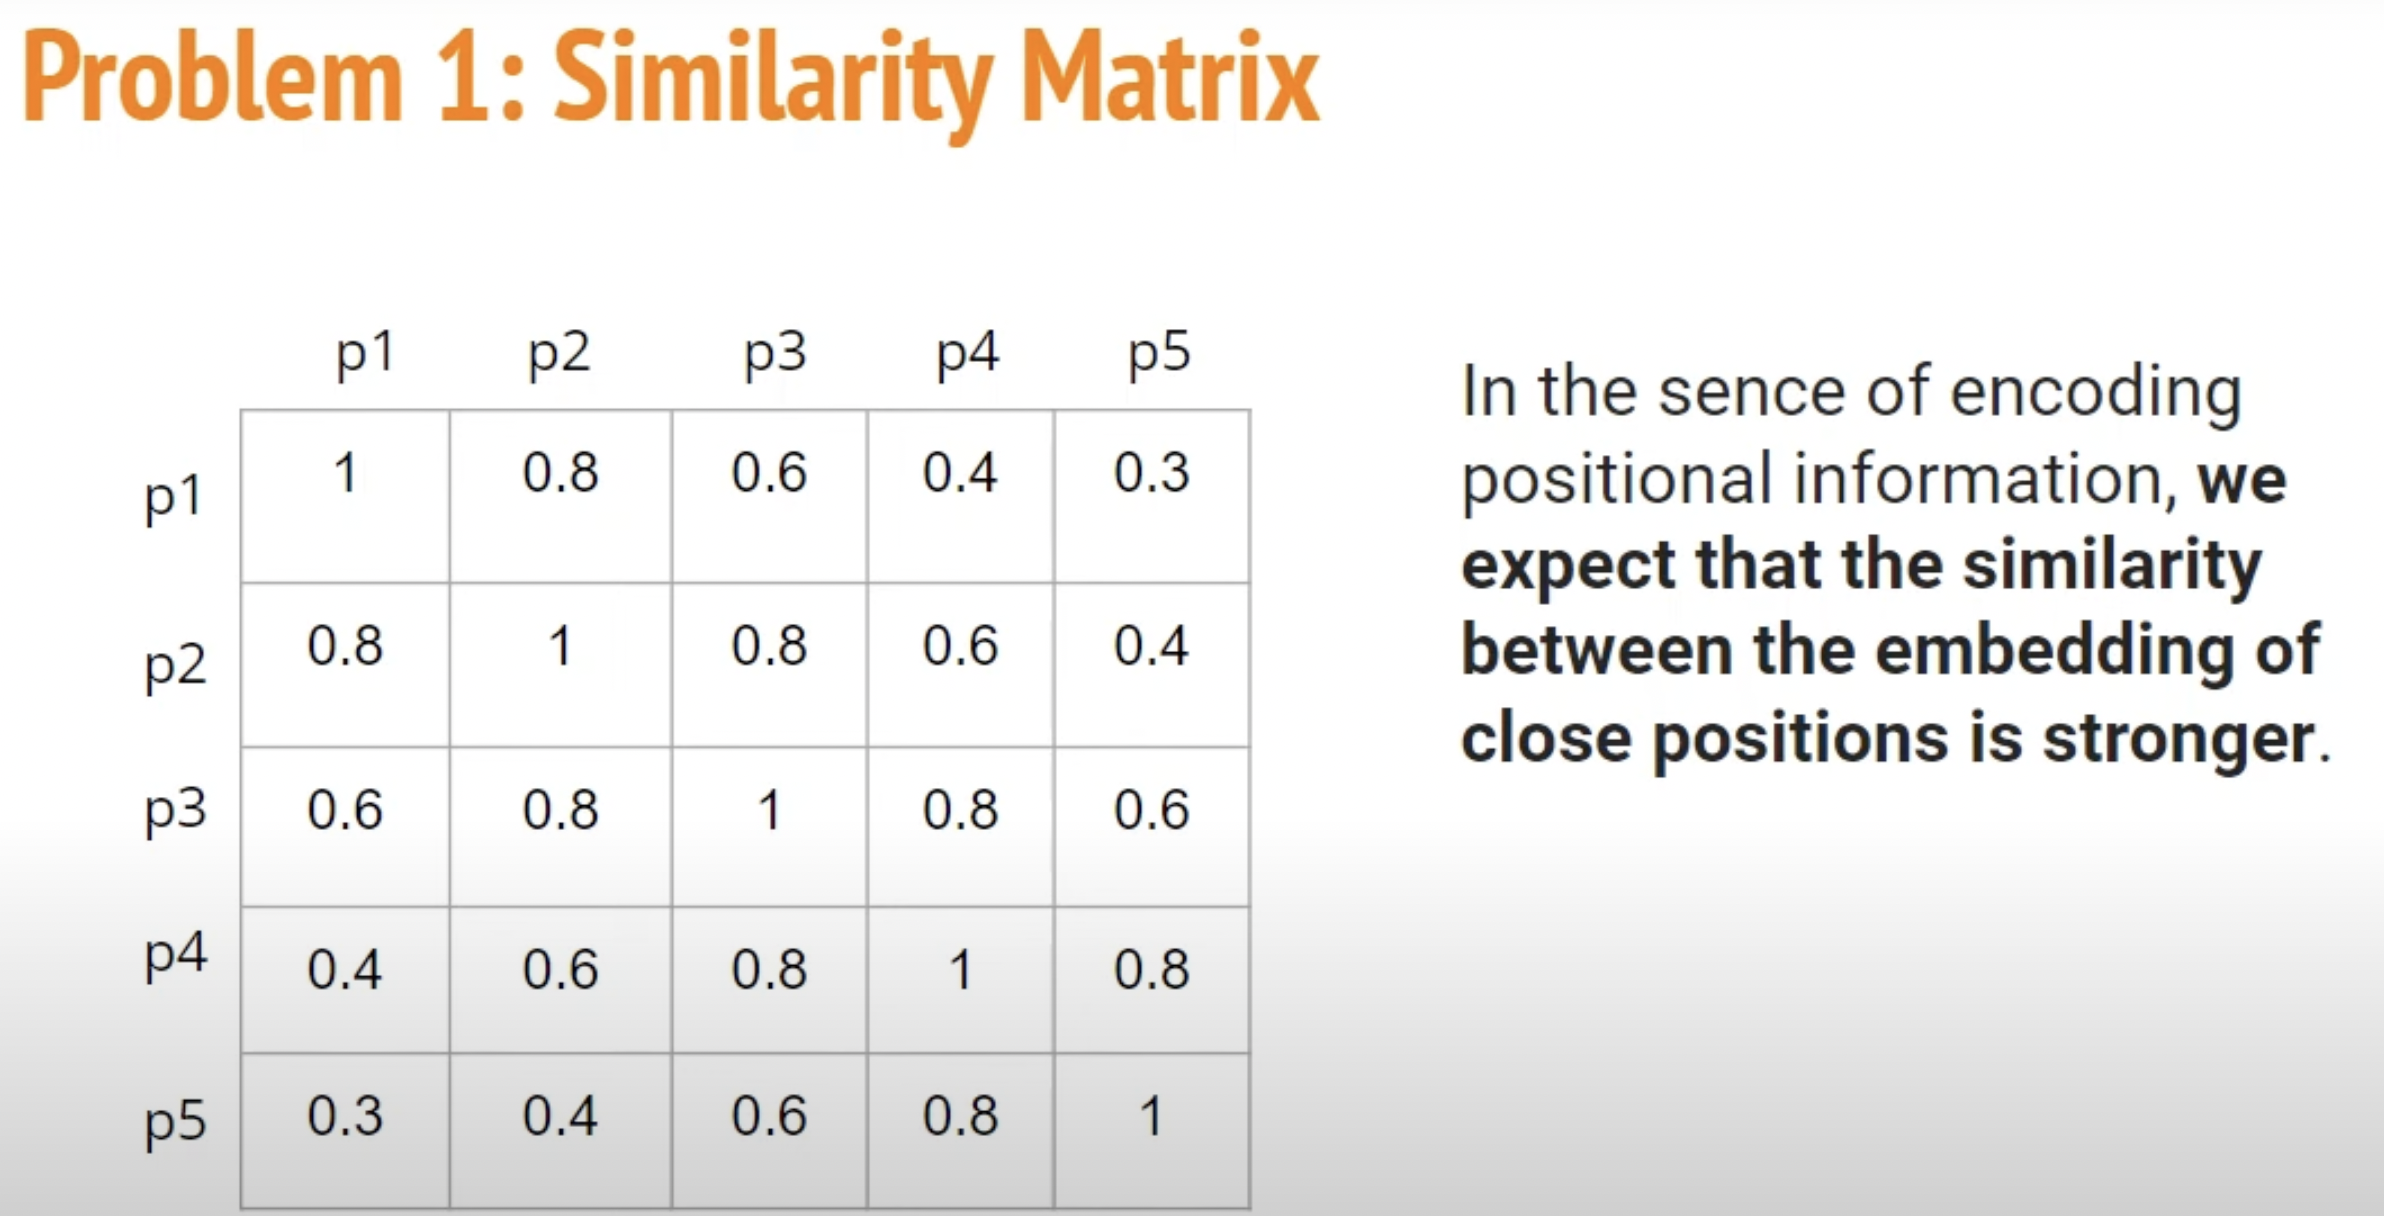 Problem 1: Similarity Matrix
p1 p2 p3 p4 p5
p1 1 0.8 0.6 0.4 0.3
p2 0.8 1 0.8 0.6 0.4
p3 0.6 0.8 1 0.8 0.6
p4 0.4 0.6 0.8 1 0.8
p5 0.3 0.4 0.6 0.8 1
In the sence of encoding
positional information, we
expect that the similarity
between the embedding of
close positions is stronger.